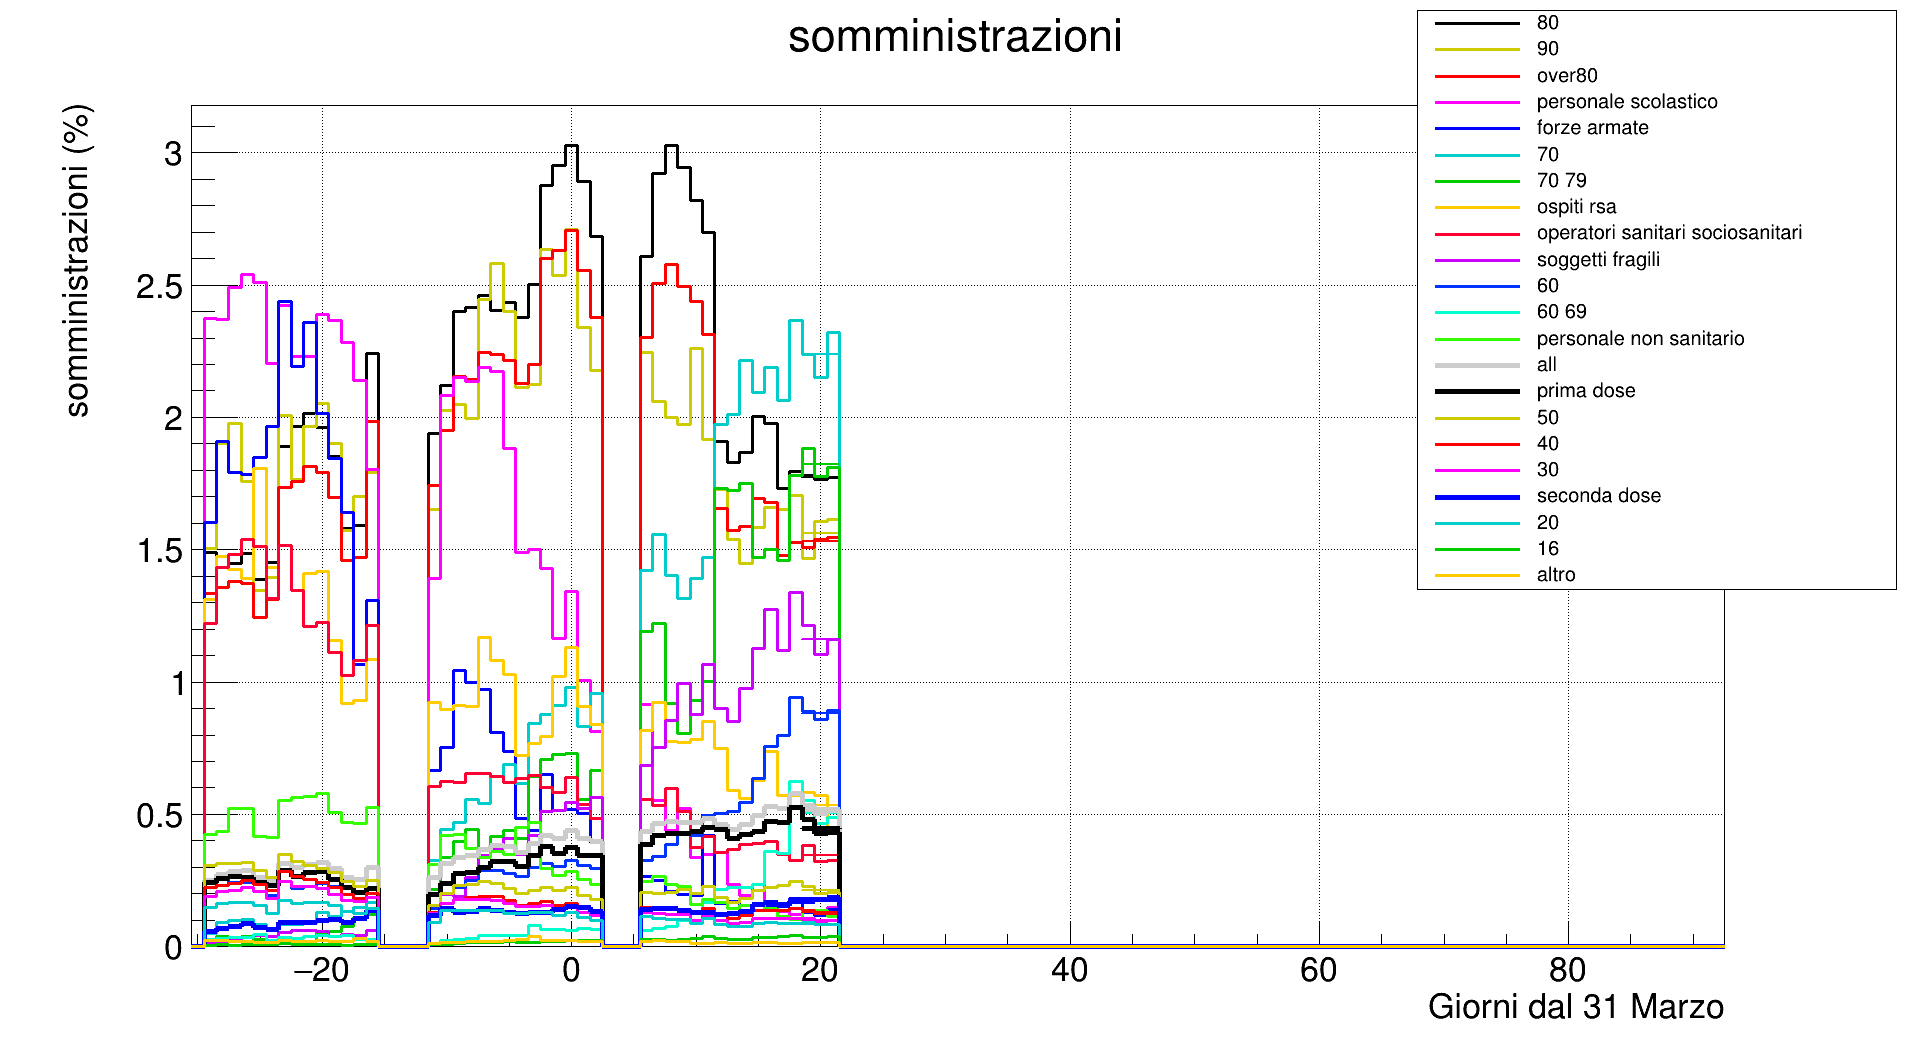 somministrazioni
somministrazioni (%)
3
2.5
2
1.5
1
0.5
0
−20
0
20
40
60
80
Giorni dal 31 Marzo
80
90
over80
personale scolastico
forze armate
70
70 79
ospiti rsa
operatori sanitari sociosanitari
soggetti fragili
60
60 69
personale non sanitario
all
prima dose
50
40
30
seconda dose
20
16
altro